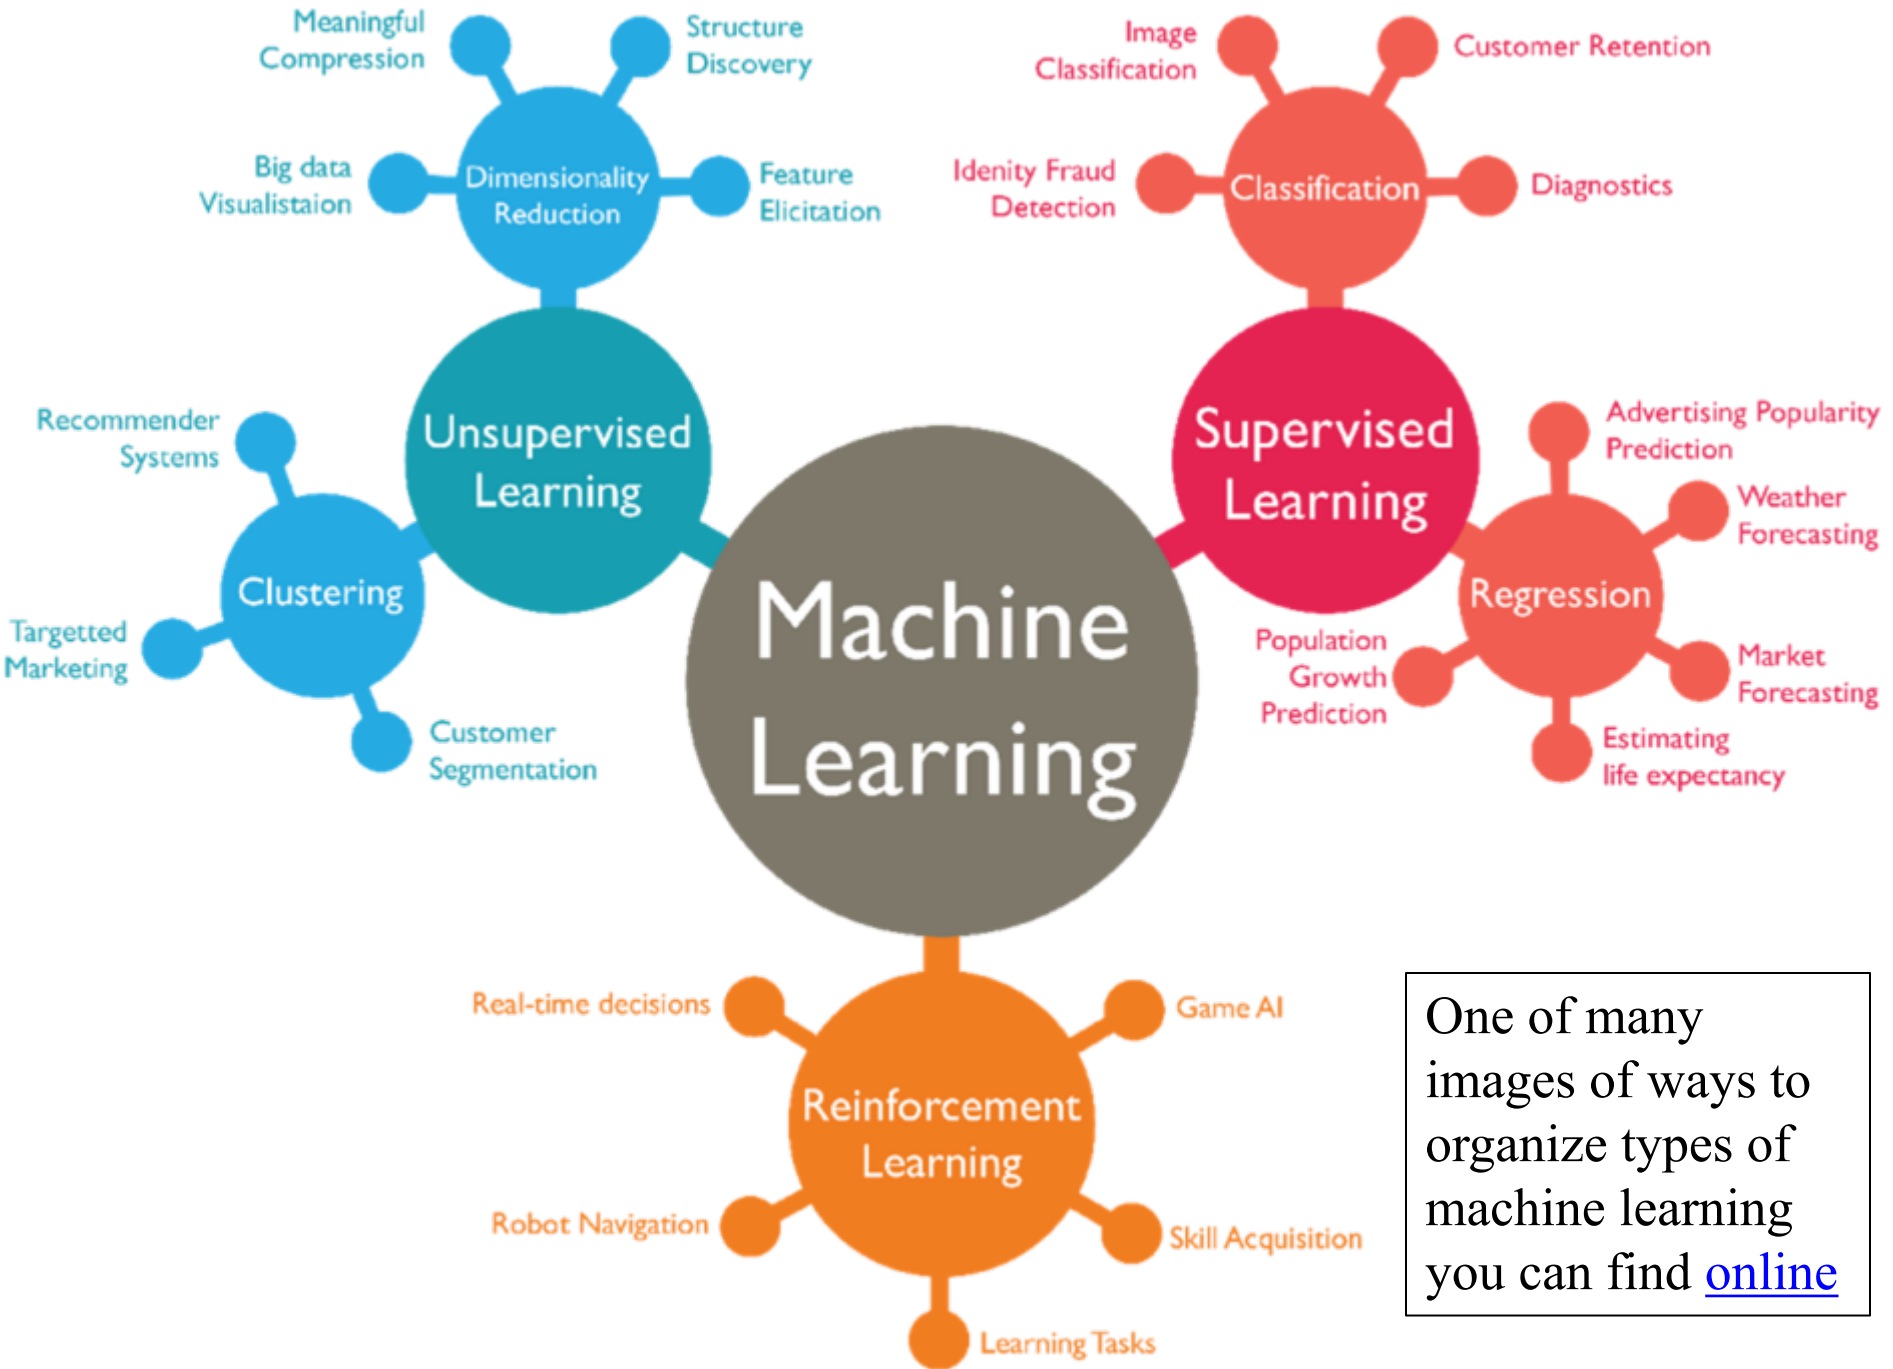 Meaningful
Compression
Structure
Discovery
Big data
Visualistaion
Dimensionality
Reduction
Feature
Elicitation
Image
Classification
Customer Retention
Idenity Fraud
Detection
Classification
Diagnostics
Unsupervised
Learning
Supervised
Learning
Recommender
Systems
Clustering
Targetted
Marketing
Customer
Segmentation
Machine
Learning
Advertising Popularity
Prediction
Weather
Forecasting
Regression
Population
Growth
Prediction
Market
Forecasting
Estimating
life expectancy
Real-time decisions
Game AI
Reinforcement
Learning
Robot Navigation
Skill Acquisition
Learning Tasks
One of many
images of ways to
organize types of
machine learning
you can find online